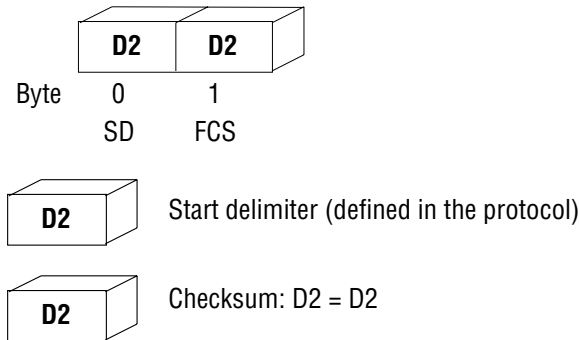 D2 D2
Byte 0 1
SD FCS
D2 Start delimiter (defined in the protocol)
D2 Checksum: D2 = D2